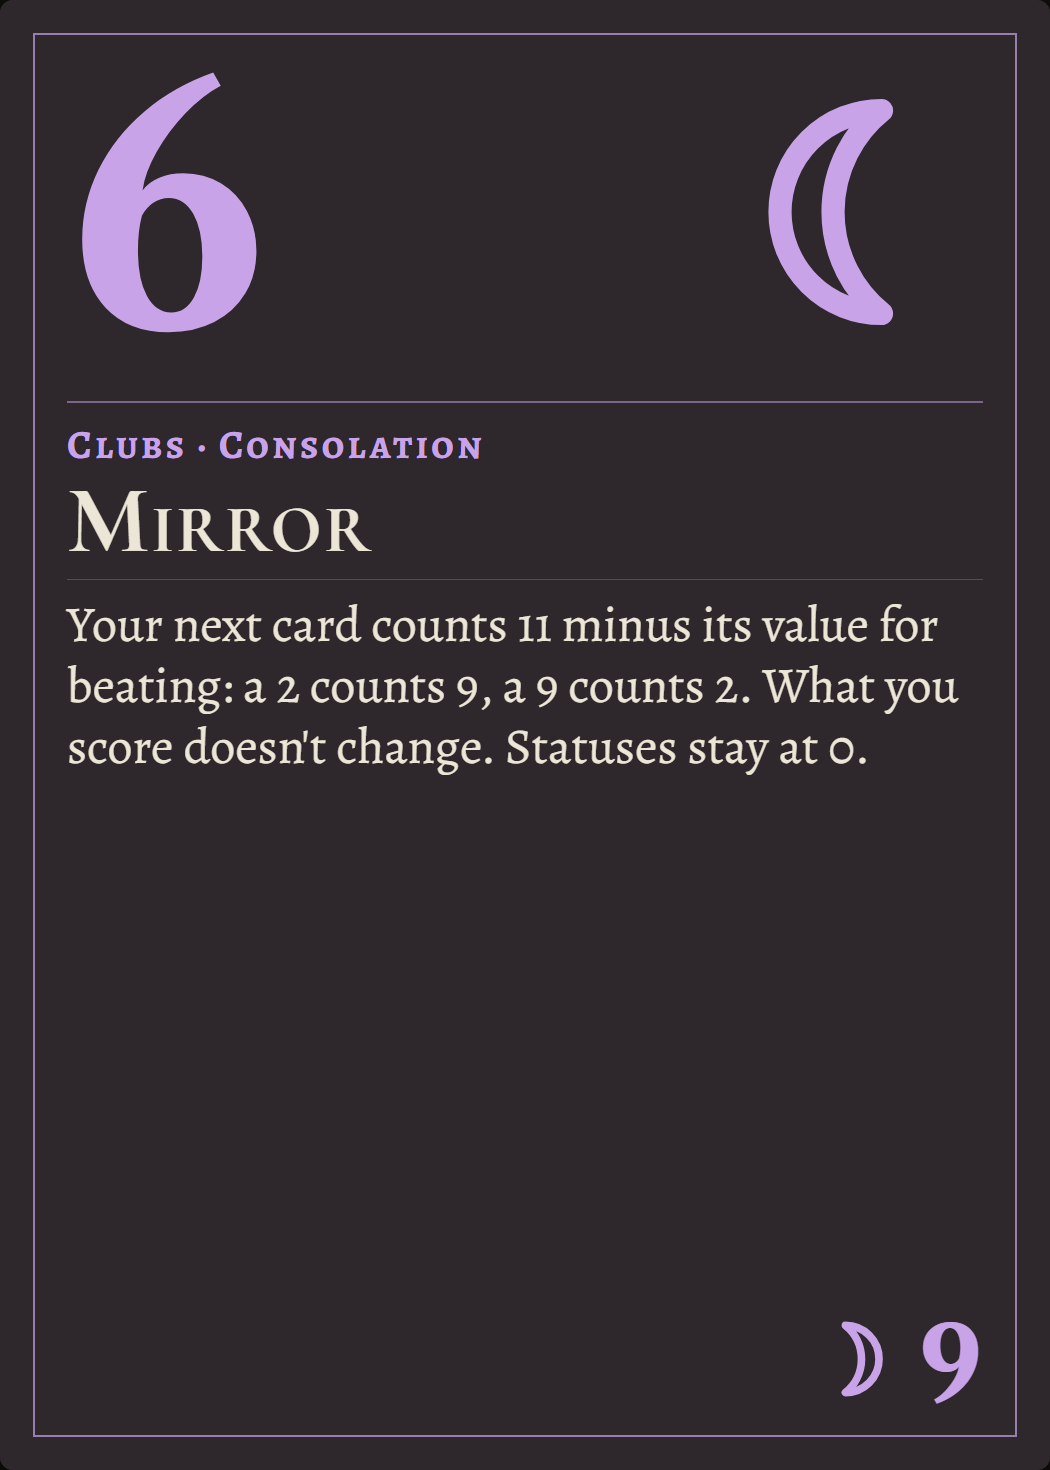 6
Clubs · Consolation
Mirror
Your next card counts 11 minus its value for
beating: a 2 counts 9, a 9 counts 2. What you
score doesn't change. Statuses stay at 0.
6